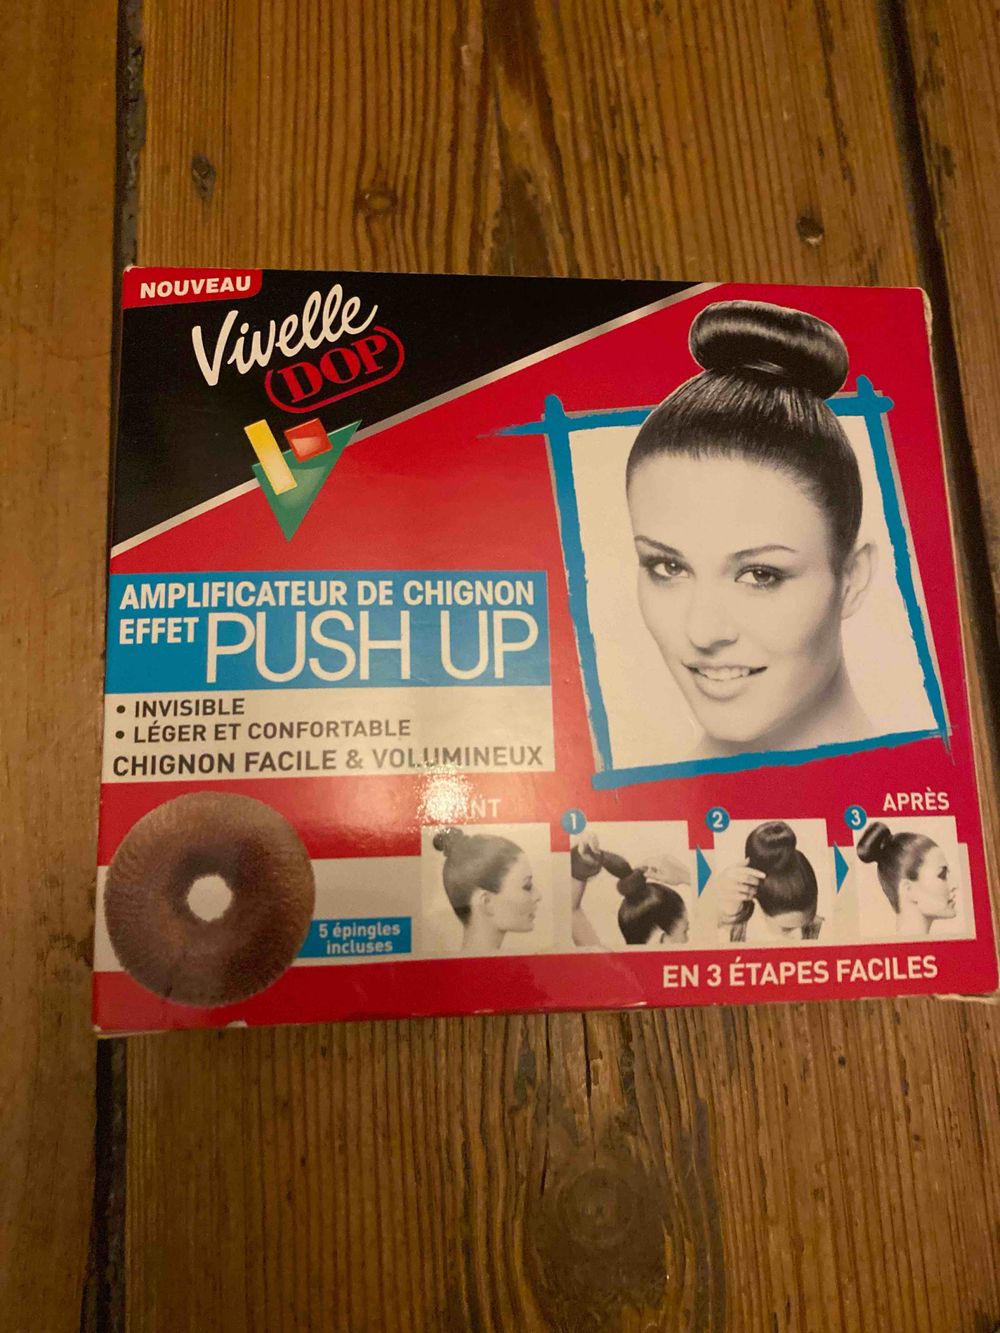 NOUVEAU
Vivelle
DOP
AMPLIFICATEUR DE CHIGNON
EFFET PUSH UP
• INVISIBLE
• LÉGER ET CONFORTABLE
CHIGNON FACILE & VOLUMINEUX
5 épingles
incluses
1
2
3
APRÈS
EN 3 ÉTAPES FACILES